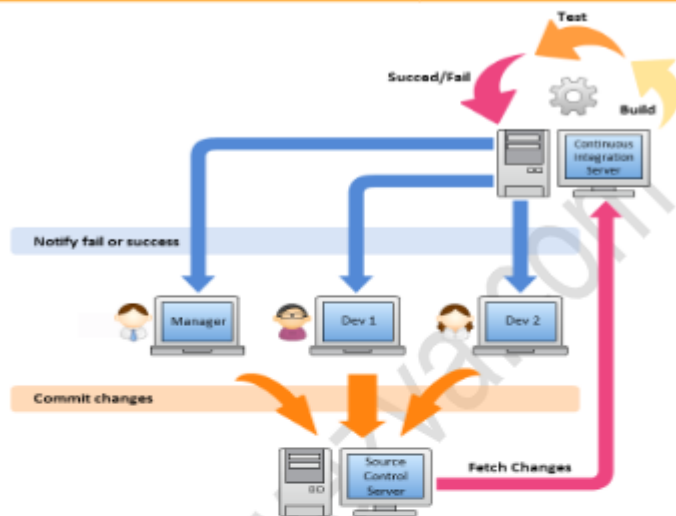 Test
Succed/Fail
Build
Continuous
Integration
Server
Notify fail or success
Manager
Dev 1
Dev 2
Commit changes
Source
Control
Server
Fetch Changes